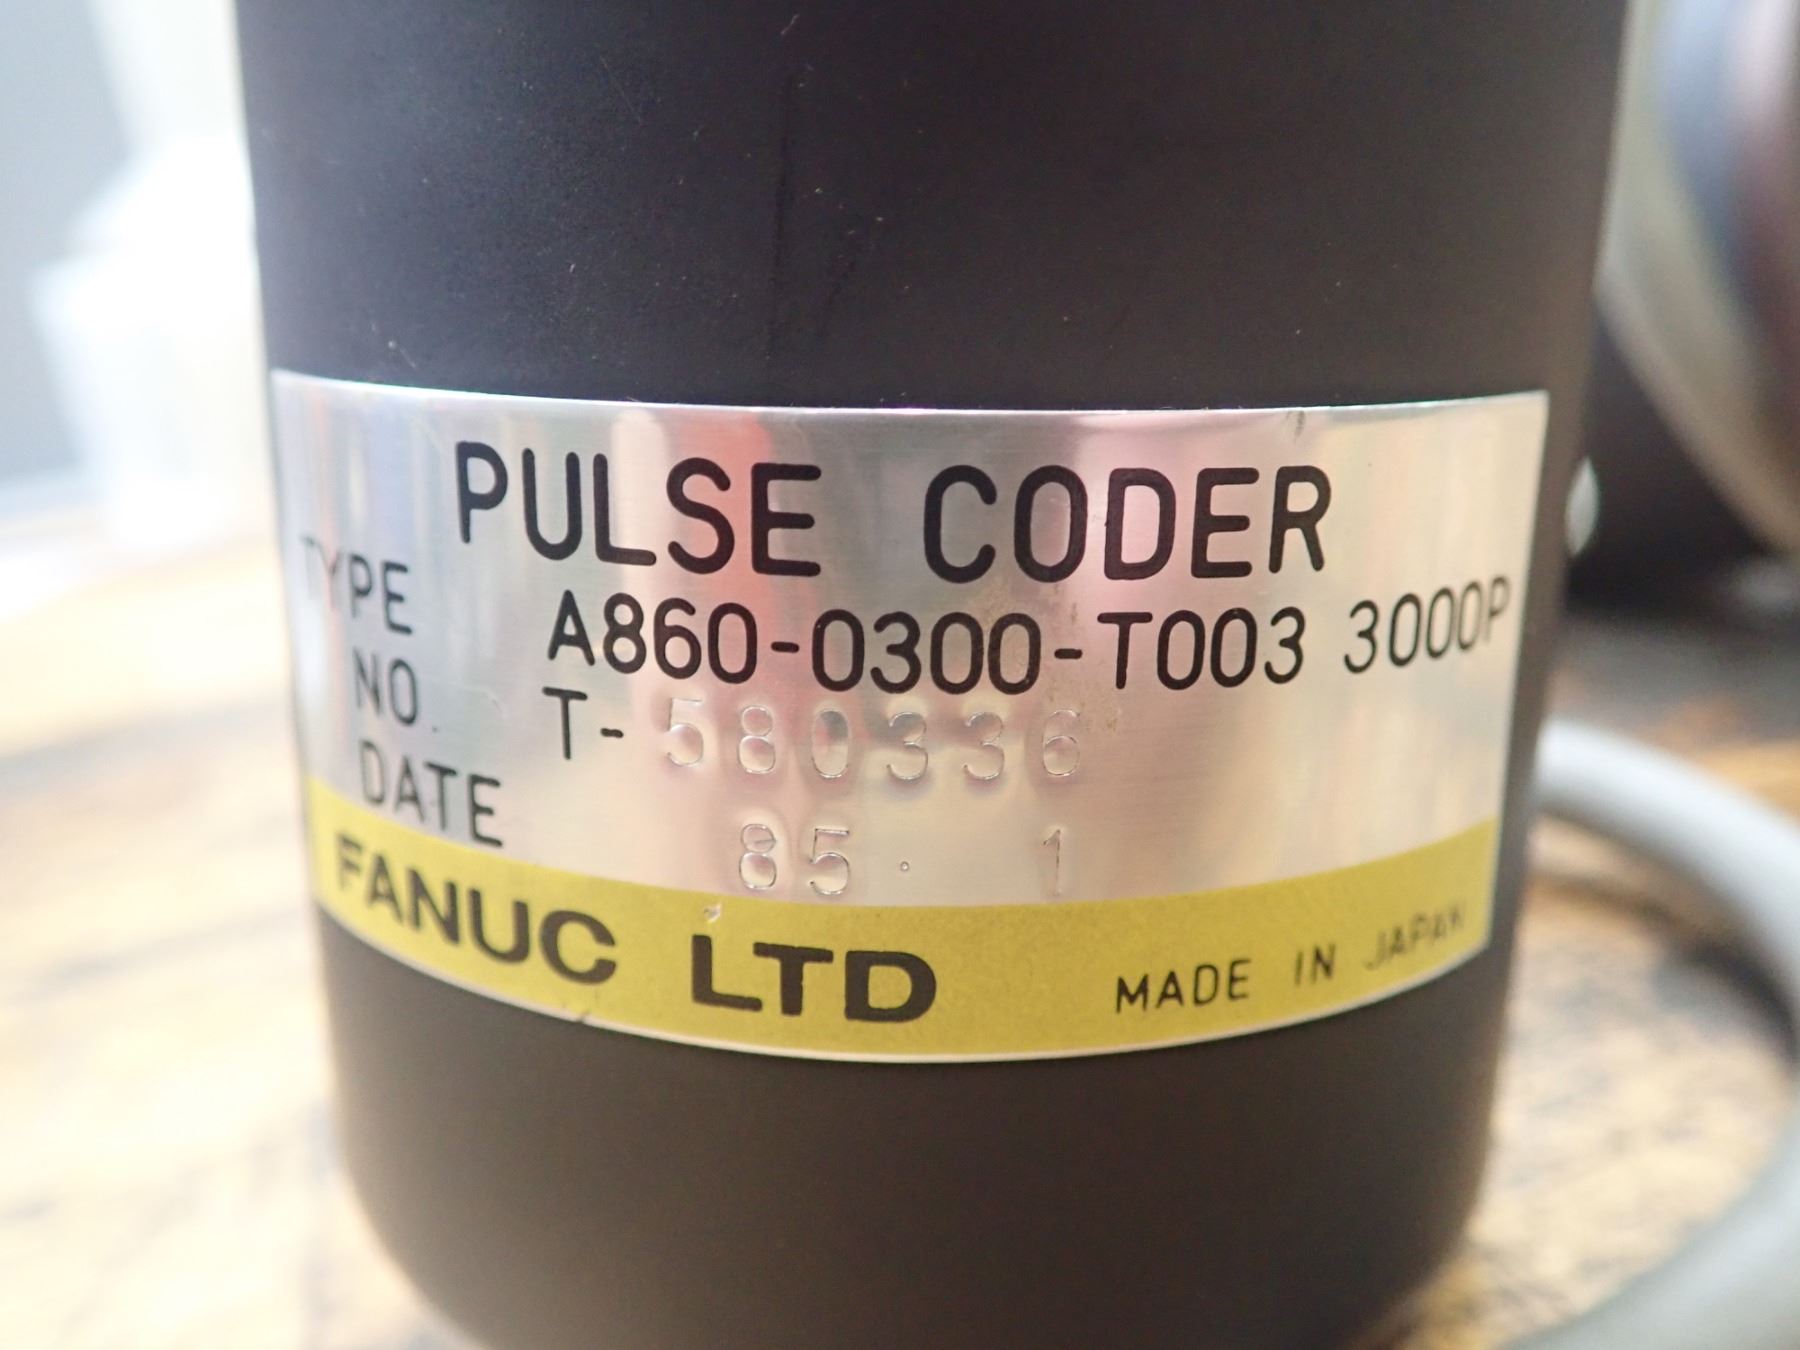 PULSE CODER
TYPE A860-0300-T003 3000P
NO. T-580336
DATE 85. 1
FANUC LTD MADE IN JAPAN